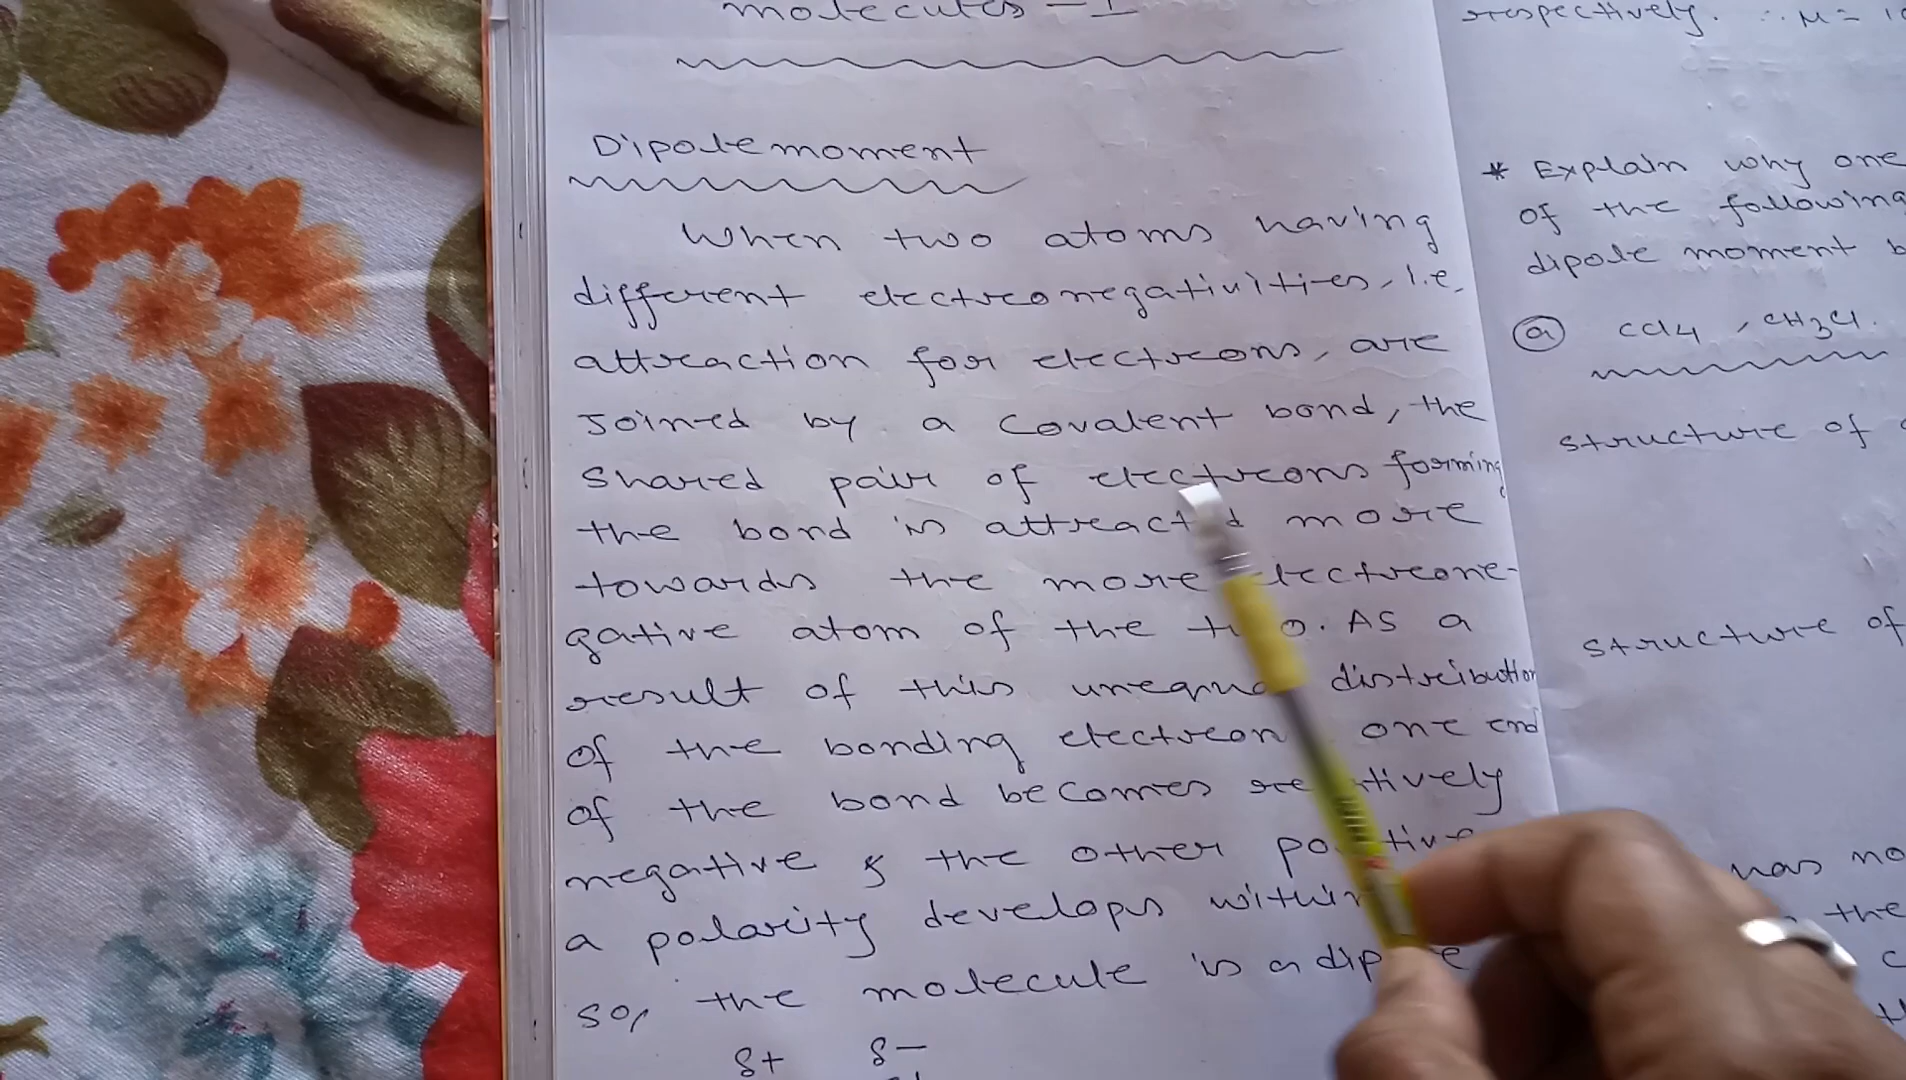 molecules - I
Dipole moment
When two atoms having
different electronegativities, i.e.
attraction for electrons, are
Joined by a Covalent bond, the
shared pair of electrons forming
the bond is attracted more
towards the more electrone-
gative atom of the two. As a
result of this unequal distribution
of the bonding electron one end
of the bond becomes relatively
negative & the other positive
a polarity develops within
so, the molecule is a dipole
δ+ δ-
respectively. ∴ μ =
* Explain why one
of the following
dipole moment
(a) CCl4, CH3Cl.
structure of
structure of
has no
the